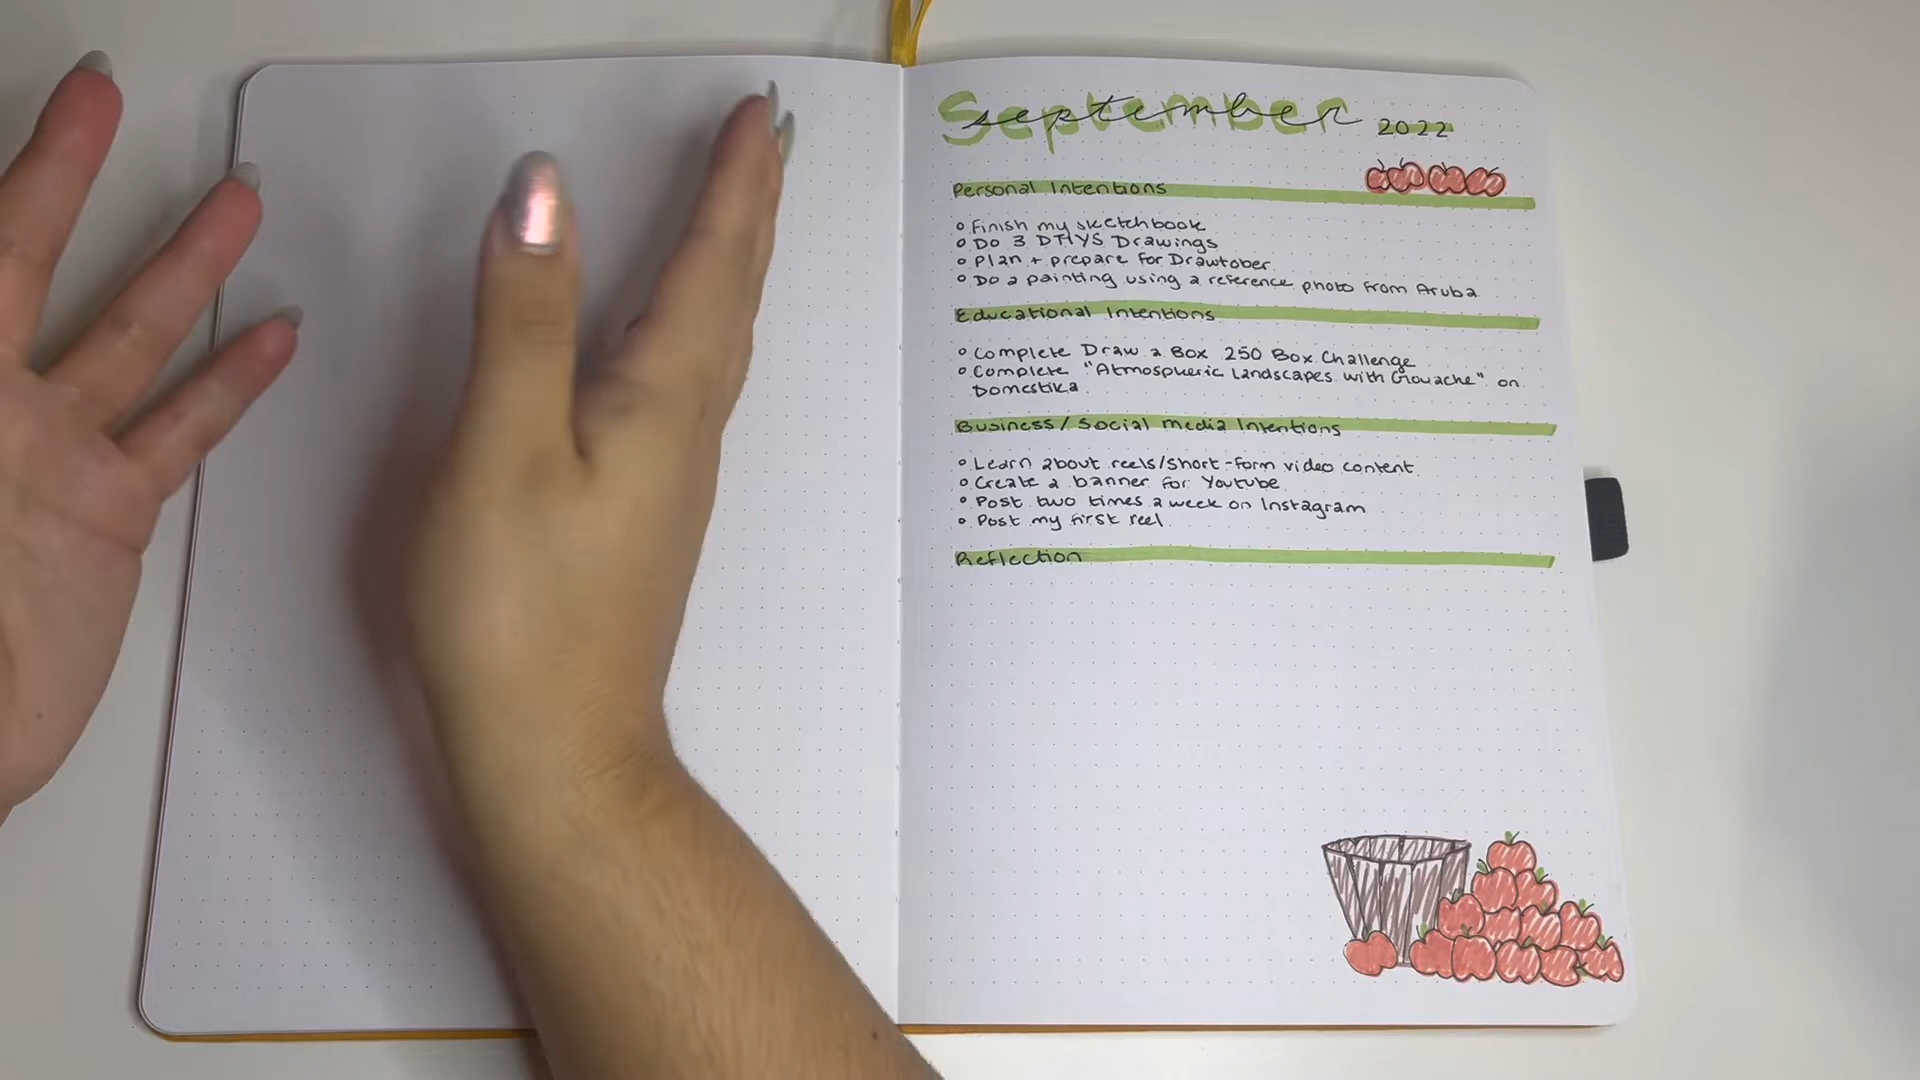 September
september 2022
Personal Intentions
Finish my sketchbook
Do 3 DTIYS Drawings
Plan + prepare for Drawtober
Do a painting using a reference photo from Aruba
Educational Intentions
Complete Draw a Box 250 Box Challenge
Complete "Atmospheric Landscapes with Gouache" on
Domestika
Business/Social Media Intentions
Learn about reels/short-form video content
Create a banner for Youtube
Post two times a week on Instagram
Post my first reel
Reflection